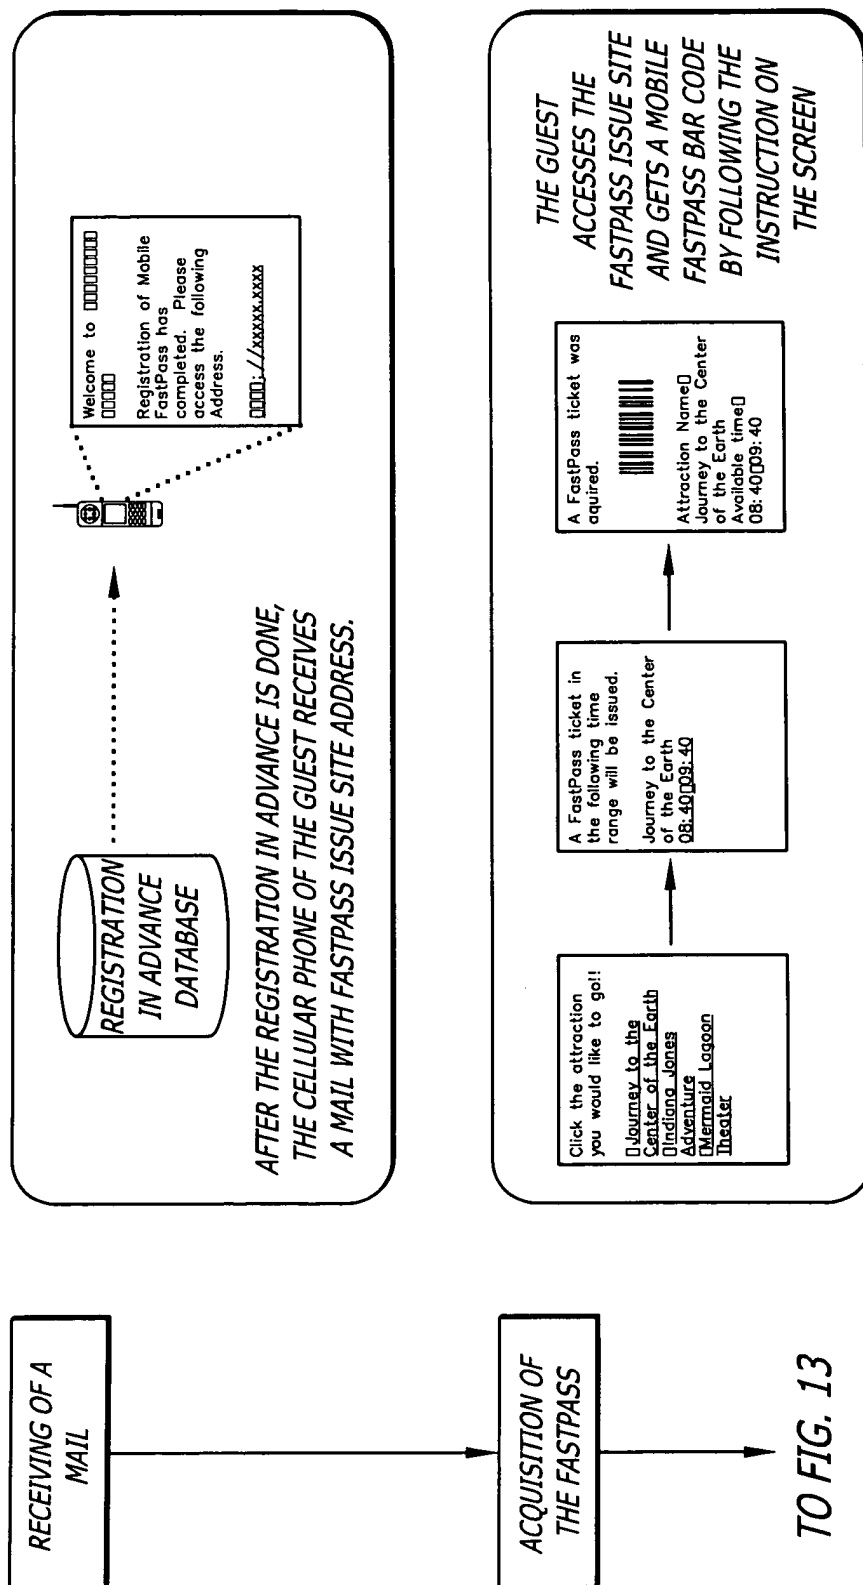 RECEIVING OF A
MAIL
REGISTRATION
IN ADVANCE
DATABASE
Welcome to ▯▯▯▯▯▯▯▯▯▯
▯▯▯▯▯
Registration of Mobile
FastPass has
completed. Please
access the following
Address.
▯▯▯▯;//xxxxx.xxxx
AFTER THE REGISTRATION IN ADVANCE IS DONE,
THE CELLULAR PHONE OF THE GUEST RECEIVES
A MAIL WITH FASTPASS ISSUE SITE ADDRESS.
ACQUISITION OF
THE FASTPASS
Click the attraction
you would like to go!!
▯Journey to the
Center of the Earth
▯Indiana Jones
Adventure
▯Mermaid Lagoon
Theater
A FastPass ticket in
the following time
range will be issued.
Journey to the Center
of the Earth
08:40▯09:40
A FastPass ticket was
aquired.
Attraction Name▯
Journey to the Center
of the Earth
Available time▯
08:40▯09:40
THE GUEST
ACCESSES THE
FASTPASS ISSUE SITE
AND GETS A MOBILE
FASTPASS BAR CODE
BY FOLLOWING THE
INSTRUCTION ON
THE SCREEN
TO FIG. 13